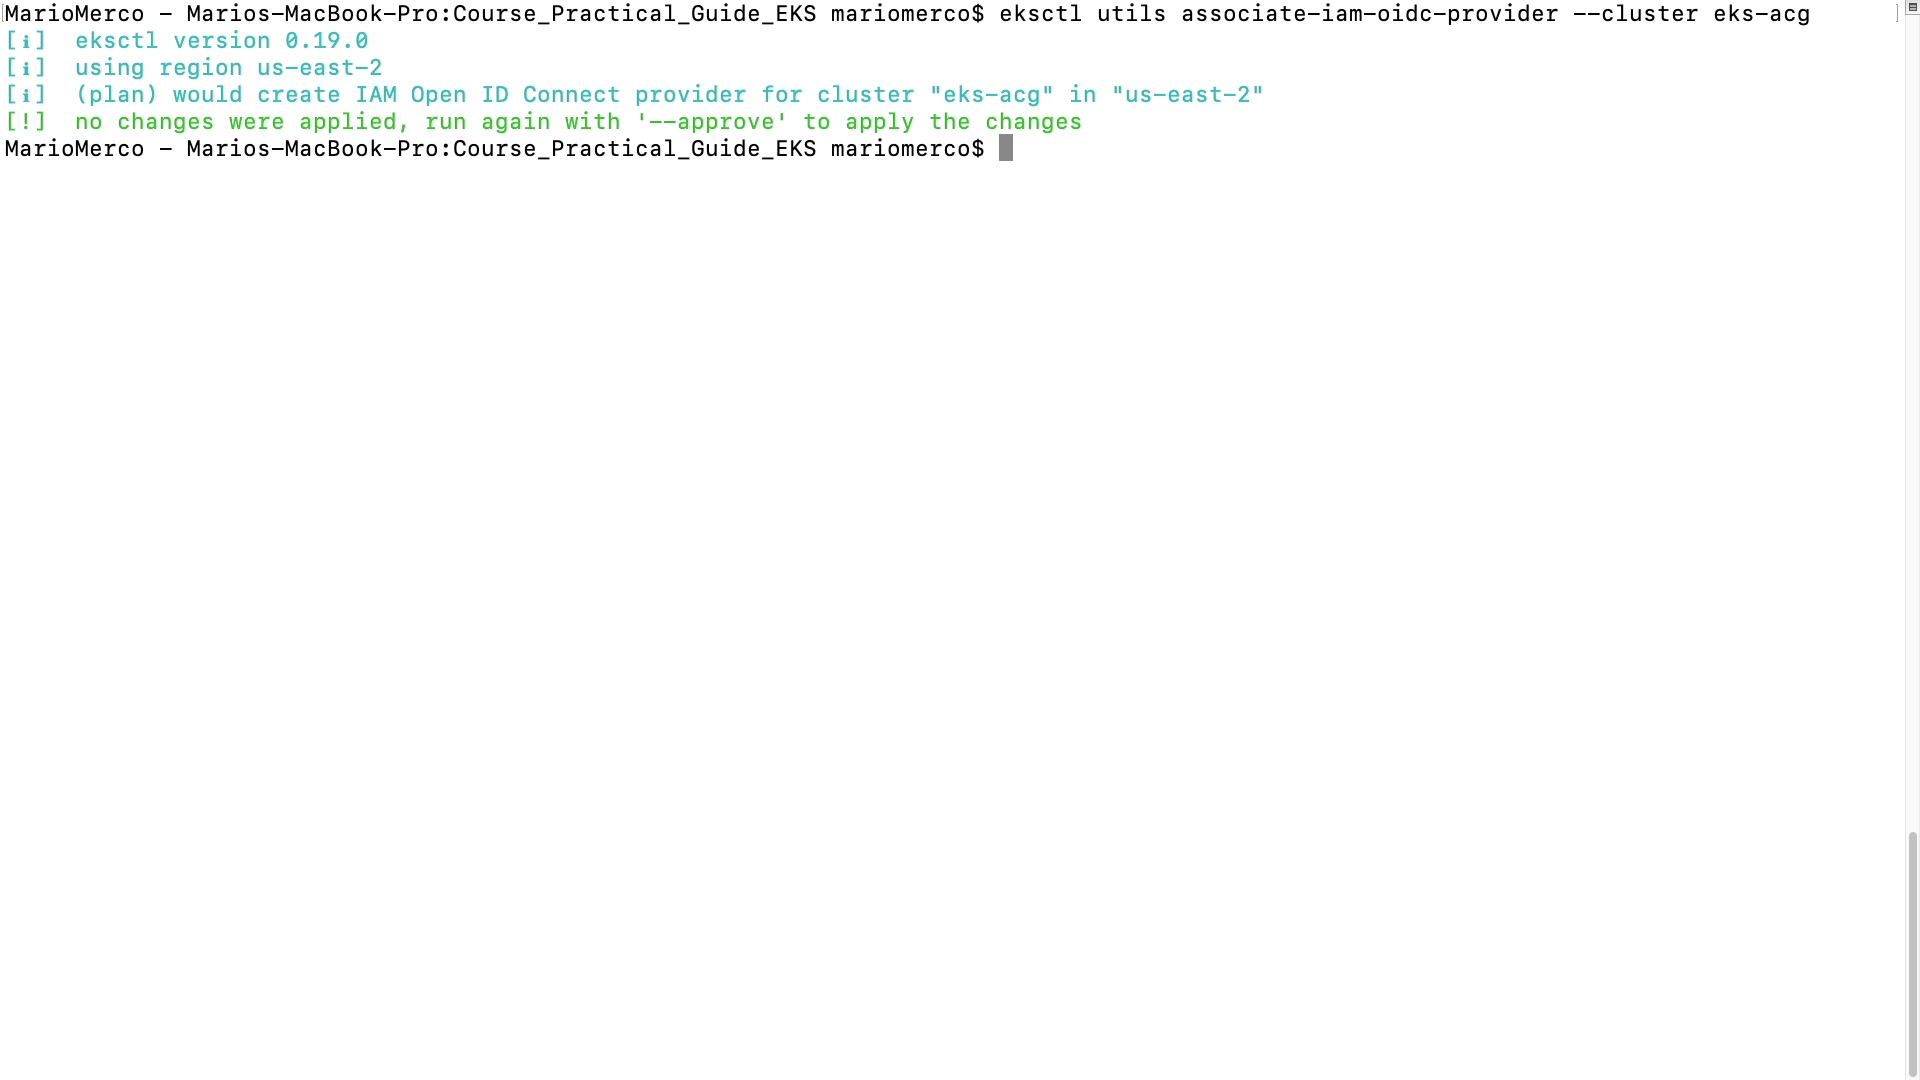 MarioMerco - Marios-MacBook-Pro:Course_Practical_Guide_EKS mariomerco$ eksctl utils associate-iam-oidc-provider --cluster eks-acg
[ℹ]  eksctl version 0.19.0
[ℹ]  using region us-east-2
[ℹ]  (plan) would create IAM Open ID Connect provider for cluster "eks-acg" in "us-east-2"
[!]  no changes were applied, run again with '--approve' to apply the changes
MarioMerco - Marios-MacBook-Pro:Course_Practical_Guide_EKS mariomerco$